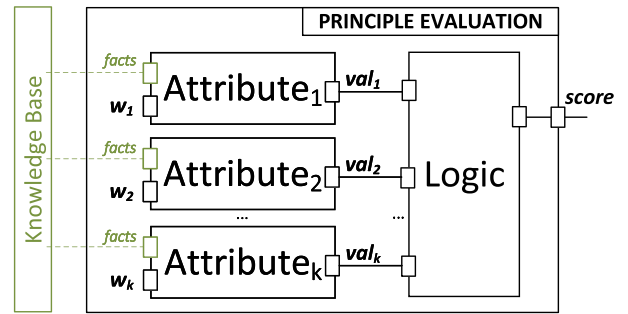 PRINCIPLE EVALUATION
Knowledge Base
facts
w1
Attribute1
val1
facts
w2
Attribute2
val2
...
...
facts
wk
Attributek
valk
Logic
score